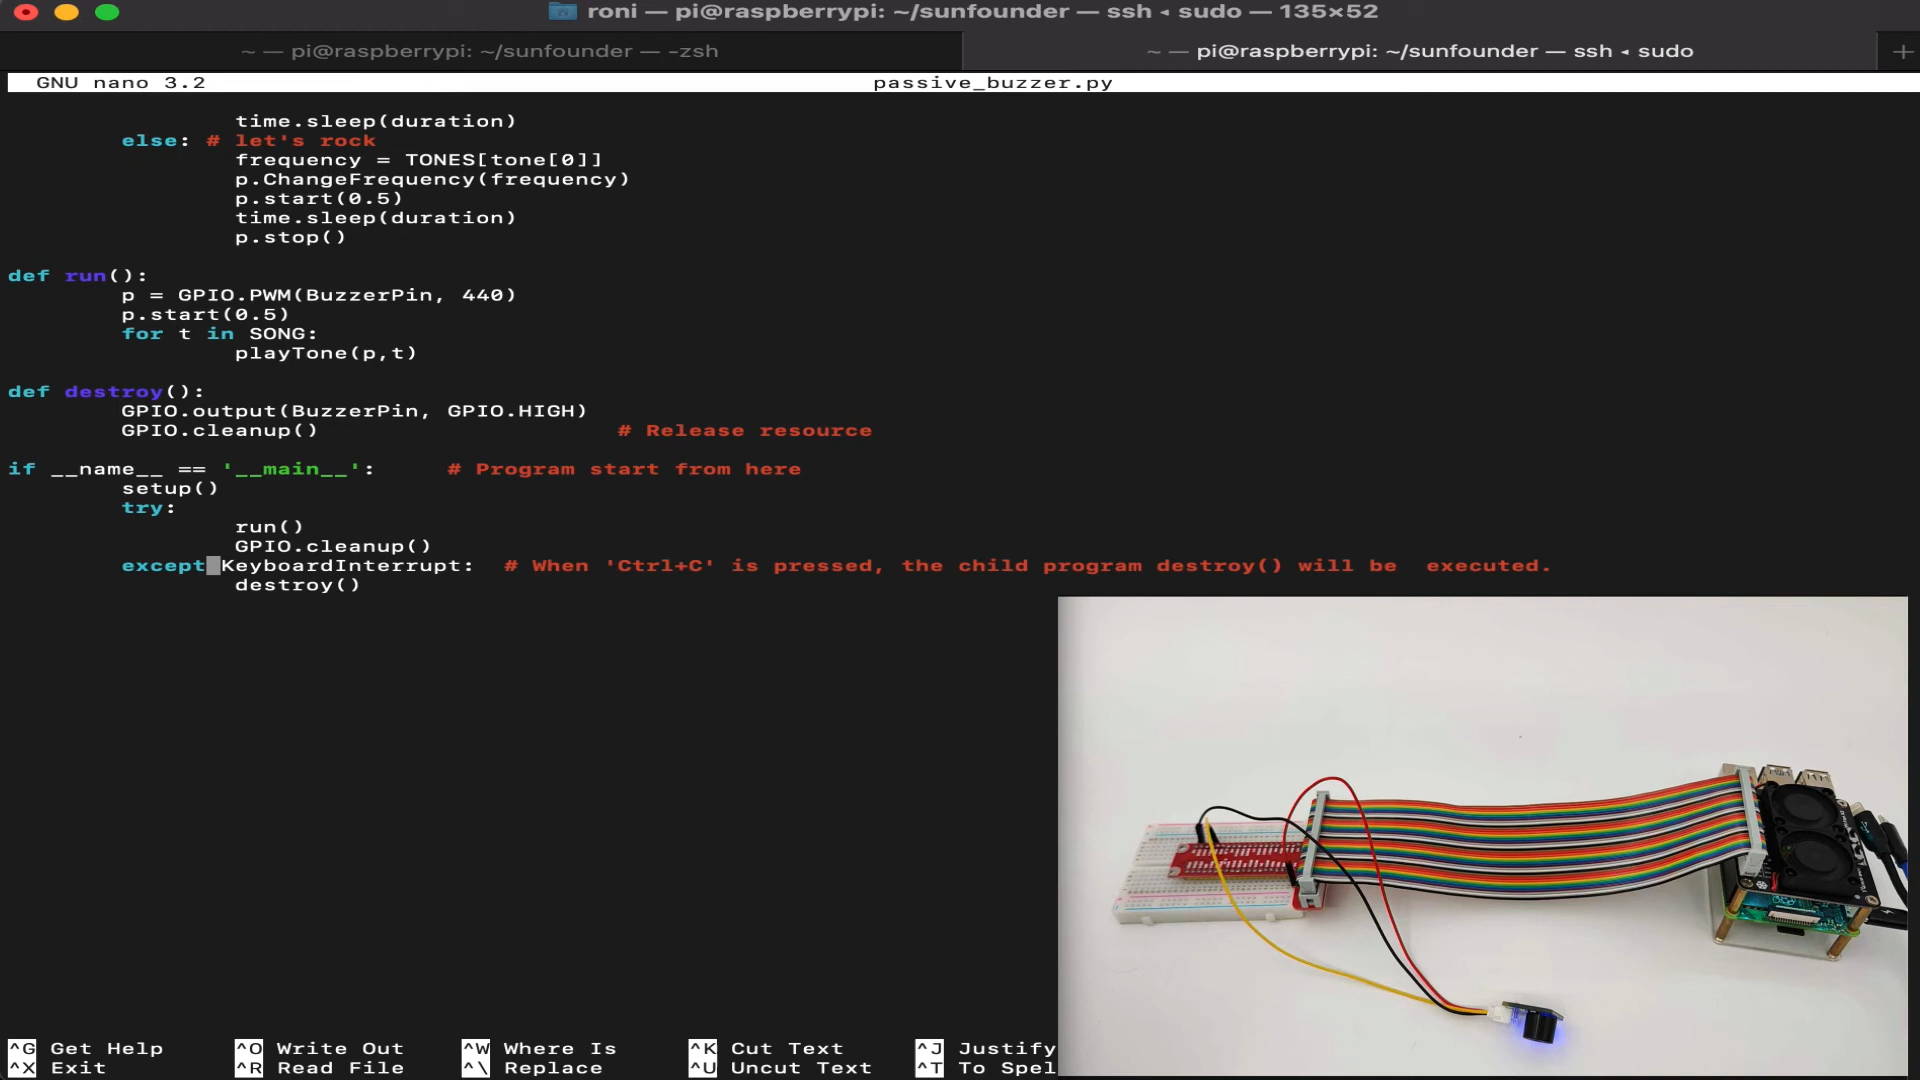 roni — pi@raspberrypi: ~/sunfounder — ssh ◂ sudo — 135×52
~ — pi@raspberrypi: ~/sunfounder — -zsh
~ — pi@raspberrypi: ~/sunfounder — ssh ◂ sudo
GNU nano 3.2 passive_buzzer.py
time.sleep(duration)
else: # let's rock
frequency = TONES[tone[0]]
p.ChangeFrequency(frequency)
p.start(0.5)
time.sleep(duration)
p.stop()
def run():
p = GPIO.PWM(BuzzerPin, 440)
p.start(0.5)
for t in SONG:
playTone(p,t)
def destroy():
GPIO.output(BuzzerPin, GPIO.HIGH)
GPIO.cleanup() # Release resource
if __name__ == '__main__': # Program start from here
setup()
try:
run()
GPIO.cleanup()
except KeyboardInterrupt: # When 'Ctrl+C' is pressed, the child program destroy() will be executed.
destroy()
^G Get Help ^O Write Out ^W Where Is ^K Cut Text ^J Justify
^X Exit ^R Read File ^\ Replace ^U Uncut Text ^T To Spel